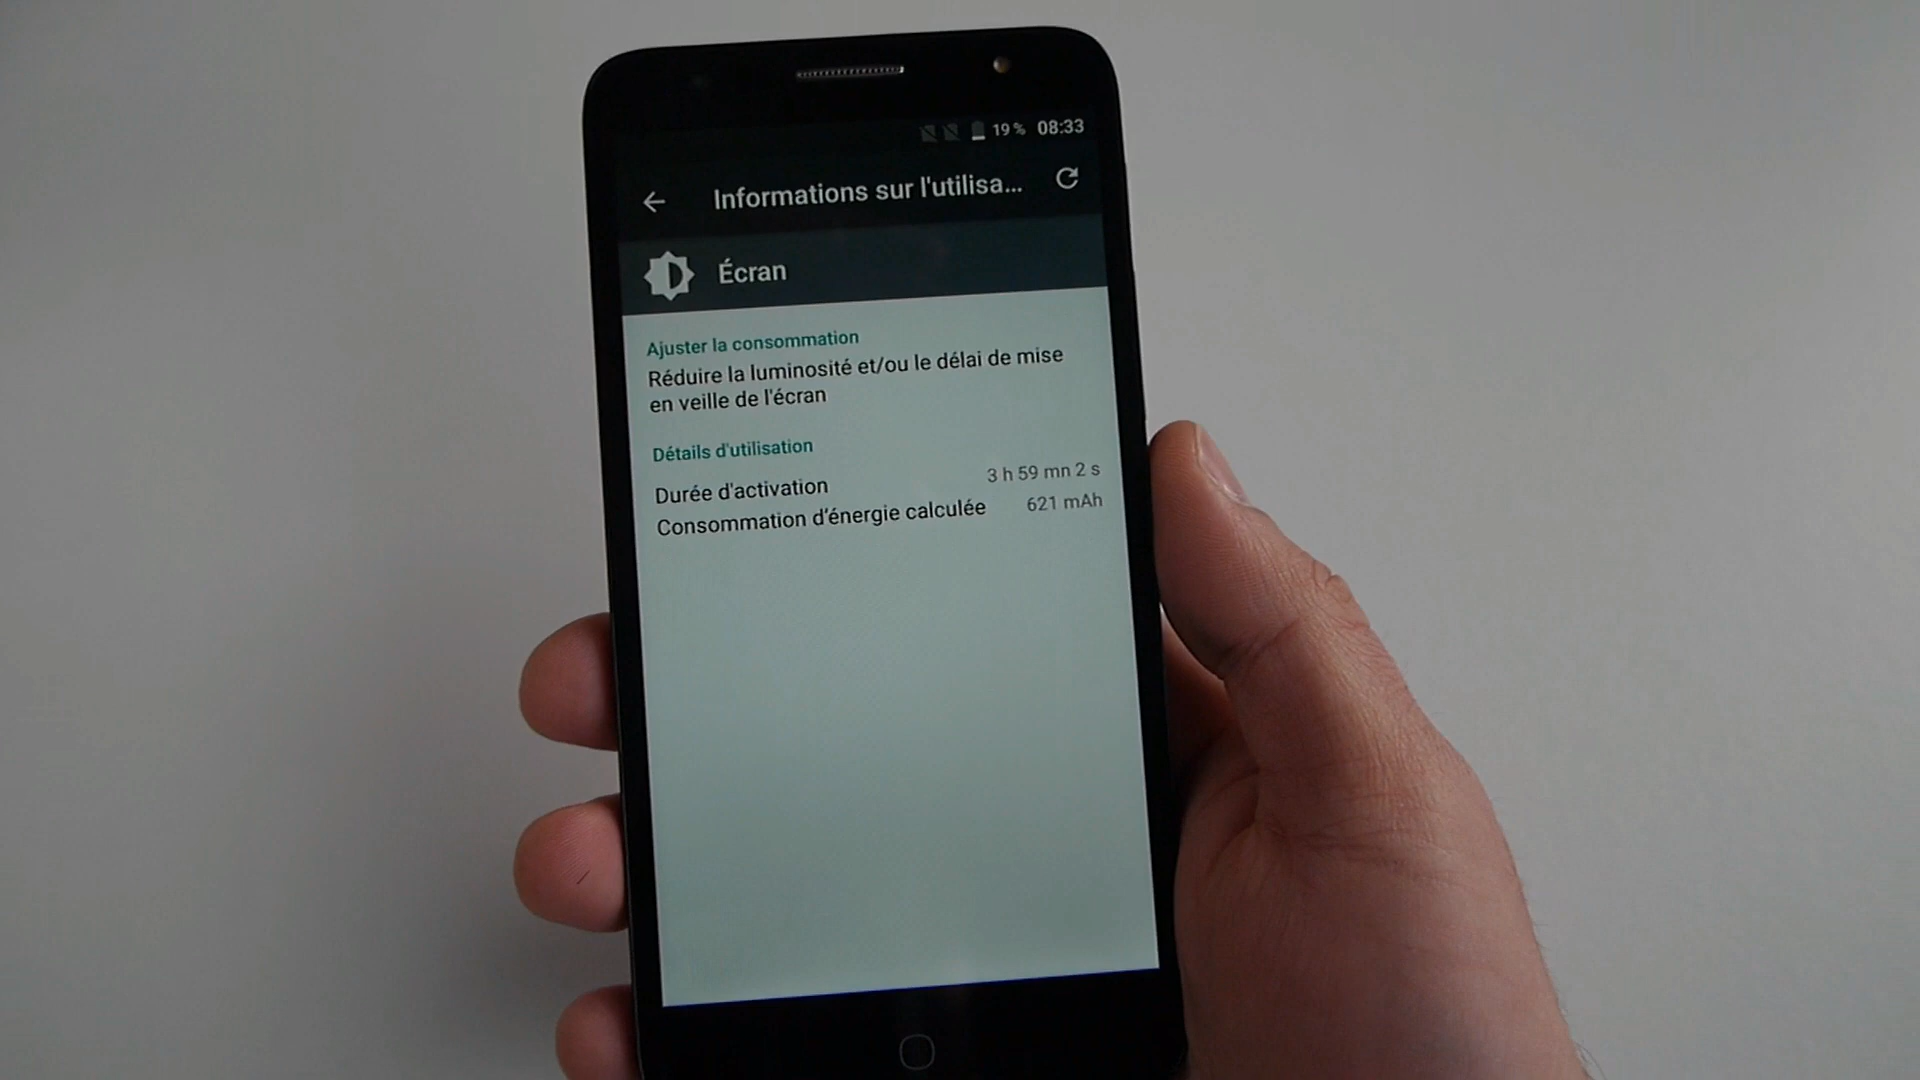 19% 08:33
Informations sur l'utilisa...
Écran
Ajuster la consommation
Réduire la luminosité et/ou le délai de mise
en veille de l'écran
Détails d'utilisation
Durée d'activation 3 h 59 mn 2 s
Consommation d'énergie calculée 621 mAh